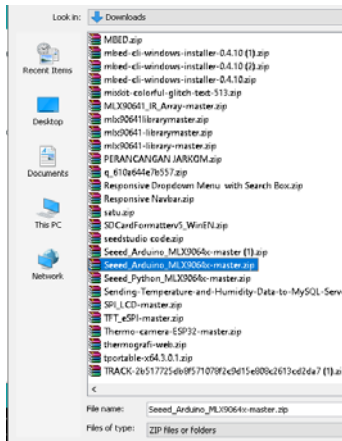 Look in:
Downloads
Recent Items
Desktop
Documents
This PC
Network
MBED.zip
mbed-cli-windows-installer-0.4.10 (1).zip
mbed-cli-windows-installer-0.4.10 (2).zip
mbed-cli-windows-installer-0.4.10.zip
mixkit-colorful-glitch-text-513.zip
MLX90641_IR_Array-master.zip
mlx90641librarymaster.zip
mlx90641-librarymaster.zip
mlx90641-library-master.zip
PERANCANGAN JARKOM.zip
q_610a644e7b557.zip
Responsive Dropdown Menu with Search Box.zip
Responsive Navbar.zip
satu.zip
SDCardFormatterv5_WinEN.zip
seedstudio code.zip
Seeed_Arduino_MLX9064x-master (1).zip
Seeed_Arduino_MLX9064x-master.zip
Seeed_Python_MLX9064x-master.zip
Sending-Temperature-and-Humidity-Data-to-MySQL-Serve
SPI_LCD-master.zip
TFT_eSPI-master.zip
Thermo-camera-ESP32-master.zip
thermografi-web.zip
tportable-x64.3.0.1.zip
File name:
Seeed_Arduino_MLX9064x-master.zip
Files of type:
ZIP files or folders